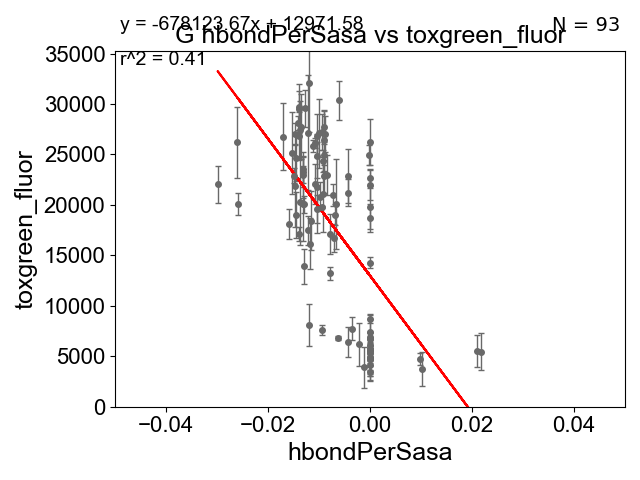 y = -678123.67x + 12971.58
N = 93
G hbondPerSasa vs toxgreen_fluor
r^2 = 0.41
35000
30000
25000
20000
15000
10000
5000
0
toxgreen_fluor
−0.04 −0.02 0.00 0.02 0.04
hbondPerSasa